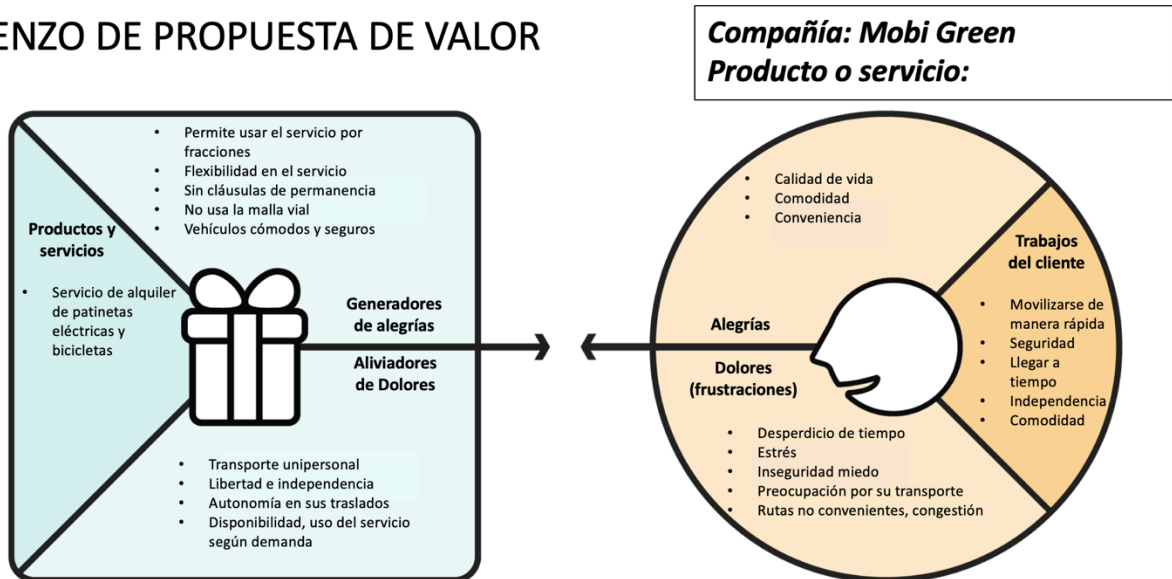 ENZO DE PROPUESTA DE VALOR
Compañía: Mobi Green
Producto o servicio:
• Permite usar el servicio por
fracciones
• Flexibilidad en el servicio
• Sin cláusulas de permanencia
• No usa la malla vial
• Vehículos cómodos y seguros
Productos y
servicios
• Servicio de alquiler
de patinetas
eléctricas y
bicicletas
Generadores
de alegrías
Aliviadores
de Dolores
• Transporte unipersonal
• Libertad e independencia
• Autonomía en sus traslados
• Disponibilidad, uso del servicio
según demanda
• Calidad de vida
• Comodidad
• Conveniencia
Alegrías
Dolores
(frustraciones)
• Desperdicio de tiempo
• Estrés
• Inseguridad miedo
• Preocupación por su transporte
• Rutas no convenientes, congestión
Trabajos
del cliente
• Movilizarse de
manera rápida
• Seguridad
• Llegar a
tiempo
• Independencia
• Comodidad